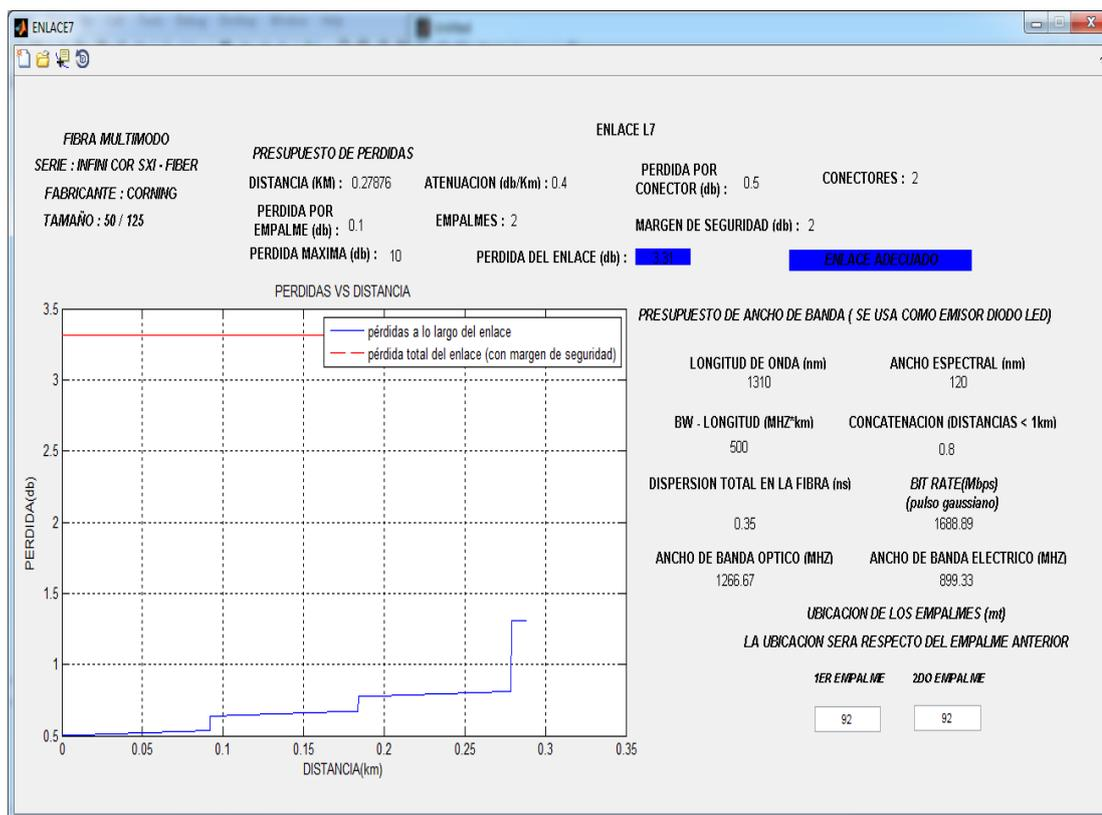 ENLACE7
ENLACE L7
FIBRA MULTIMODO
SERIE : INFINI COR SXI - FIBER
FABRICANTE : CORNING
TAMAÑO : 50 / 125
PRESUPUESTO DE PERDIDAS
DISTANCIA (KM) : 0.27876
ATENUACION (db/Km) : 0.4
PERDIDA POR
CONECTOR (db) : 0.5
CONECTORES : 2
PERDIDA POR
EMPALME (db) : 0.1
EMPALMES : 2
MARGEN DE SEGURIDAD (db) : 2
PERDIDA MAXIMA (db) : 10
PERDIDA DEL ENLACE (db) : 3.31
ENLACE ADECUADO
PERDIDAS VS DISTANCIA
pérdidas a lo largo del enlace
pérdida total del enlace (con margen de seguridad)
PERDIDA(db)
3.5
3
2.5
2
1.5
1
0.5
0 0.05 0.1 0.15 0.2 0.25 0.3 0.35
DISTANCIA(km)
PRESUPUESTO DE ANCHO DE BANDA ( SE USA COMO EMISOR DIODO LED)
LONGITUD DE ONDA (nm)
1310
ANCHO ESPECTRAL (nm)
120
BW - LONGITUD (MHZ*km)
500
CONCATENACION (DISTANCIAS < 1km)
0.8
DISPERSION TOTAL EN LA FIBRA (ns)
0.35
BIT RATE(Mbps)
(pulso gaussiano)
1688.89
ANCHO DE BANDA OPTICO (MHZ)
1266.67
ANCHO DE BANDA ELECTRICO (MHZ)
899.33
UBICACION DE LOS EMPALMES (mt)
LA UBICACION SERA RESPECTO DEL EMPALME ANTERIOR
1ER EMPALME
2DO EMPALME
92
92